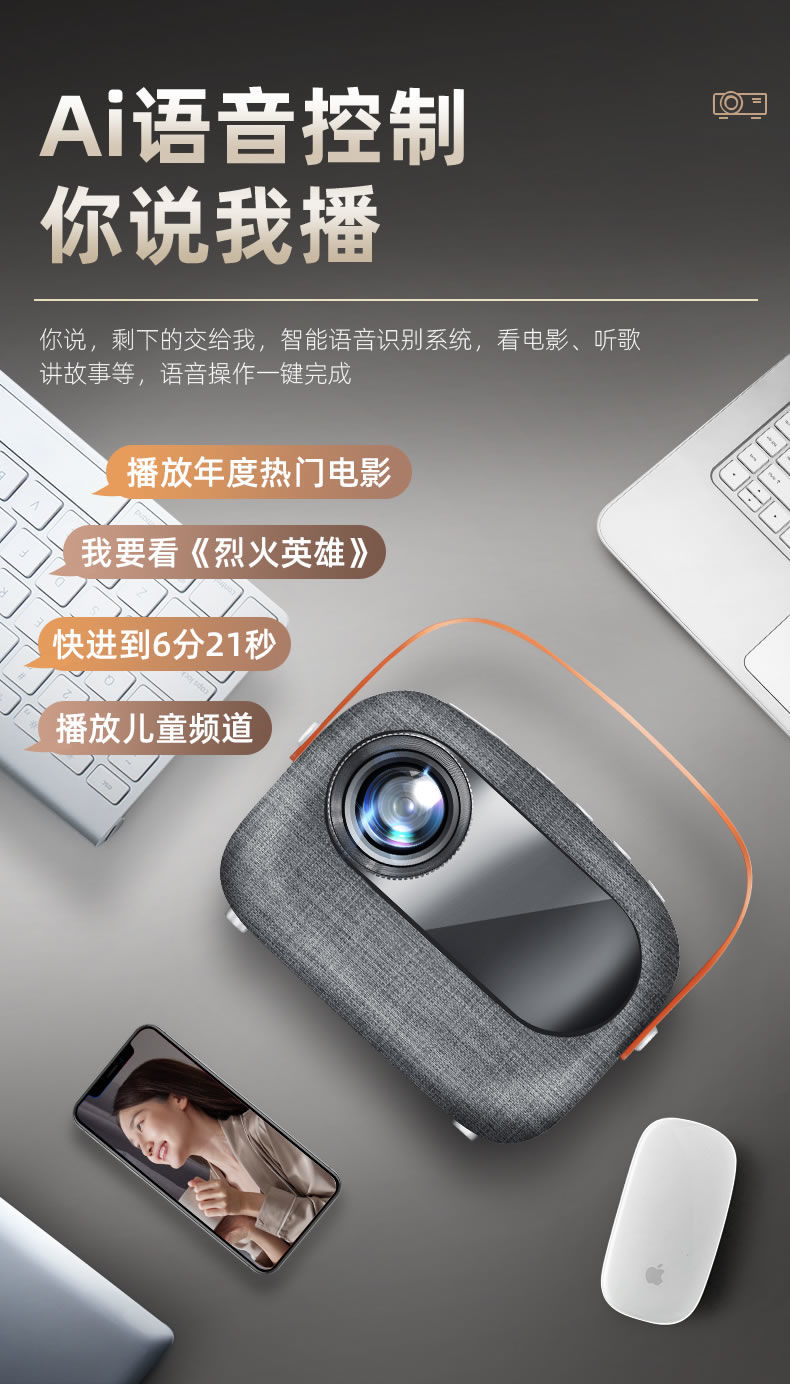 Ai语音控制
你说我播
你说，剩下的交给我，智能语音识别系统，看电影、听歌
讲故事等，语音操作一键完成
播放年度热门电影
我要看《烈火英雄》
快进到6分21秒
播放儿童频道